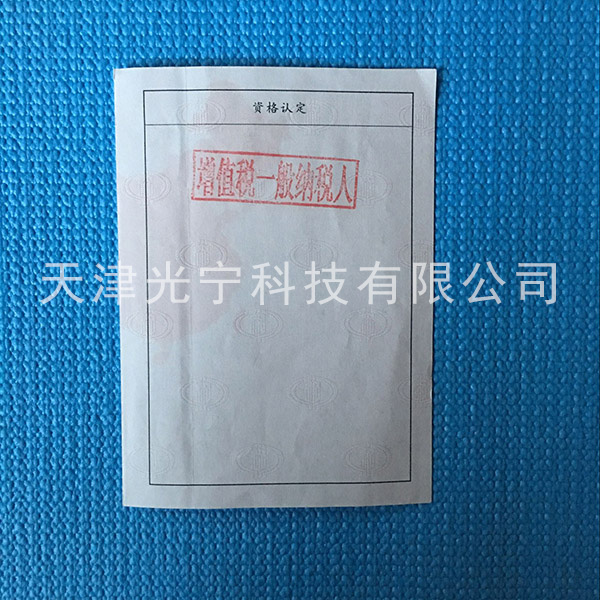 资格认定
增值税一般纳税人
天津光宁科技有限公司